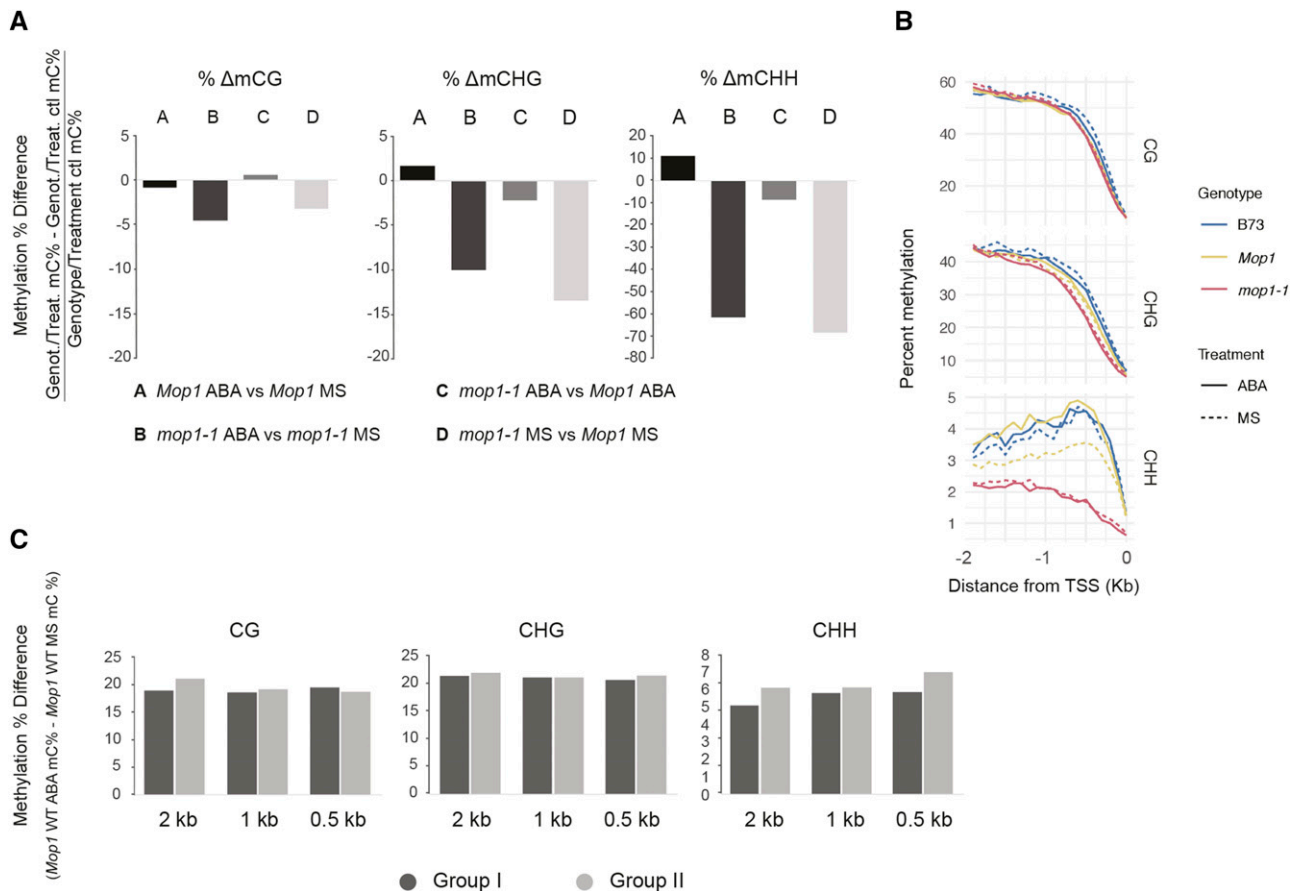 A
Methylation % Difference
Genot./Treat. mC% - Genot./Treat. ctl mC%
Genotype/Treatment ctl mC%
% ΔmCG
A B C D
5
0
-5
-10
-15
-20
% ΔmCHG
A B C D
5
0
-5
-10
-15
-20
% ΔmCHH
A B C D
20
10
0
-10
-20
-30
-40
-50
-60
-70
-80
A Mop1 ABA vs Mop1 MS
B mop1-1 ABA vs mop1-1 MS
C mop1-1 ABA vs Mop1 ABA
D mop1-1 MS vs Mop1 MS
B
Percent methylation
60
40
20
CG
40
30
20
10
CHG
5
4
3
2
1
CHH
-2 -1 0
Distance from TSS (Kb)
Genotype
B73
Mop1
mop1-1
Treatment
ABA
MS
C
Methylation % Difference
(Mop1 WT ABA mC% - Mop1 WT MS mC %)
CG
25
20
15
10
5
0
2 kb 1 kb 0.5 kb
CHG
25
20
15
10
5
0
2 kb 1 kb 0.5 kb
CHH
8
7
6
5
4
3
2
1
0
2 kb 1 kb 0.5 kb
Group I Group II